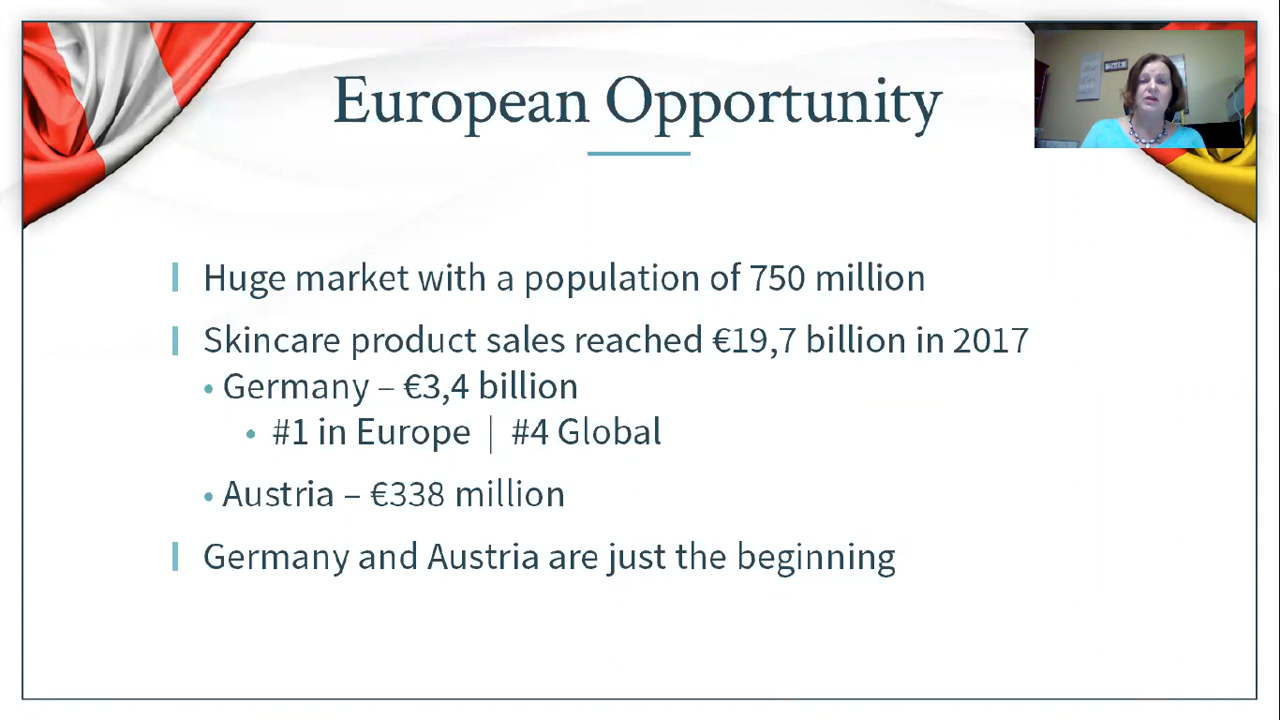 European Opportunity
Huge market with a population of 750 million
Skincare product sales reached €19,7 billion in 2017
• Germany – €3,4 billion
• #1 in Europe | #4 Global
• Austria – €338 million
Germany and Austria are just the beginning